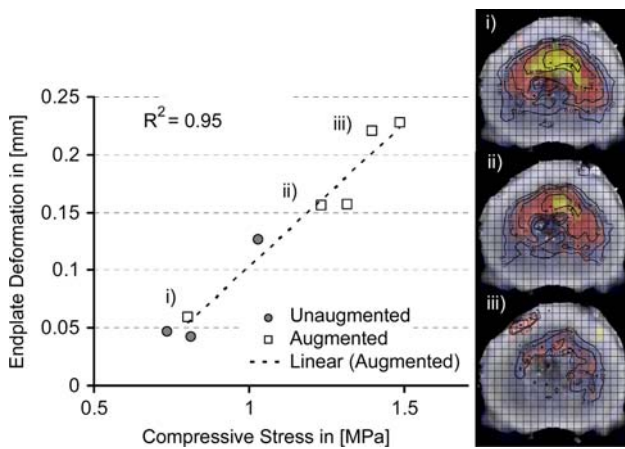 i)
0.25
R² = 0.95
iii)
0.2
ii)
ii)
0.15
0.1
i)
Unaugmented
iii)
0.05
Augmented
Linear (Augmented)
0
0.5
1
1.5
Endplate Deformation in [mm]
Compressive Stress in [MPa]